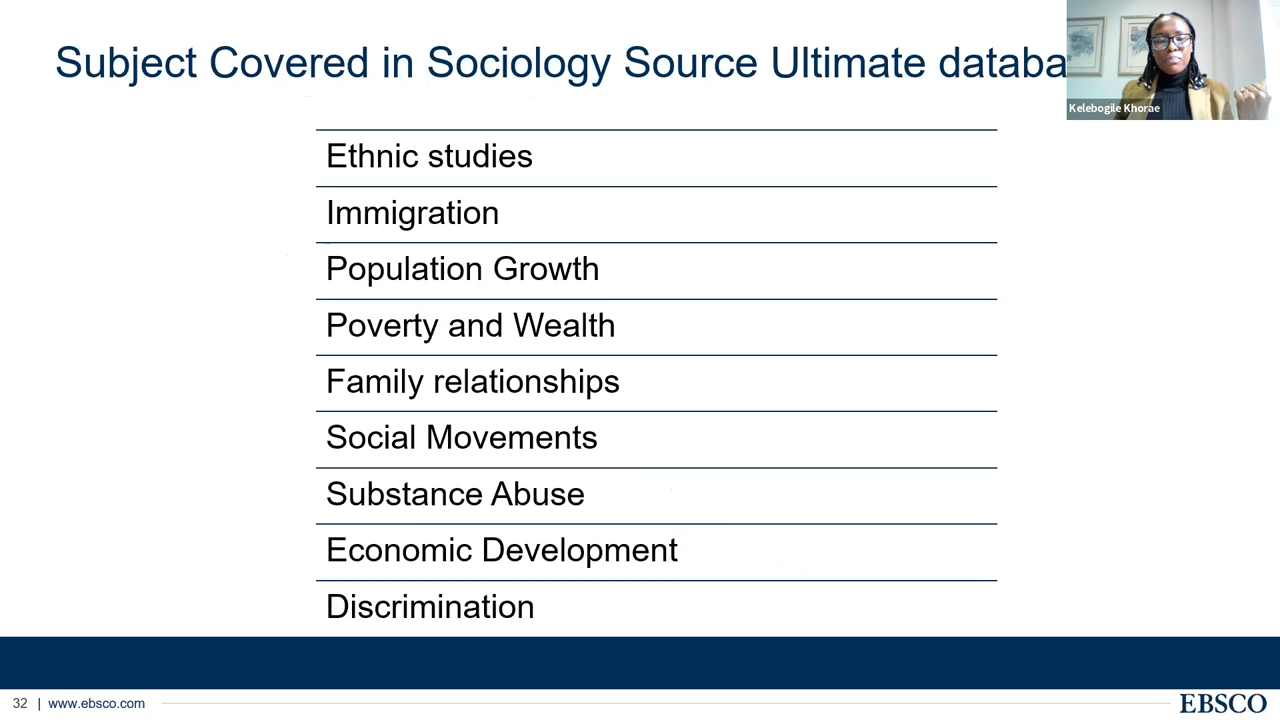 Subject Covered in Sociology Source Ultimate databa
Kelebogile Khorae
Ethnic studies
Immigration
Population Growth
Poverty and Wealth
Family relationships
Social Movements
Substance Abuse
Economic Development
Discrimination
32 | www.ebsco.com
EBSCO